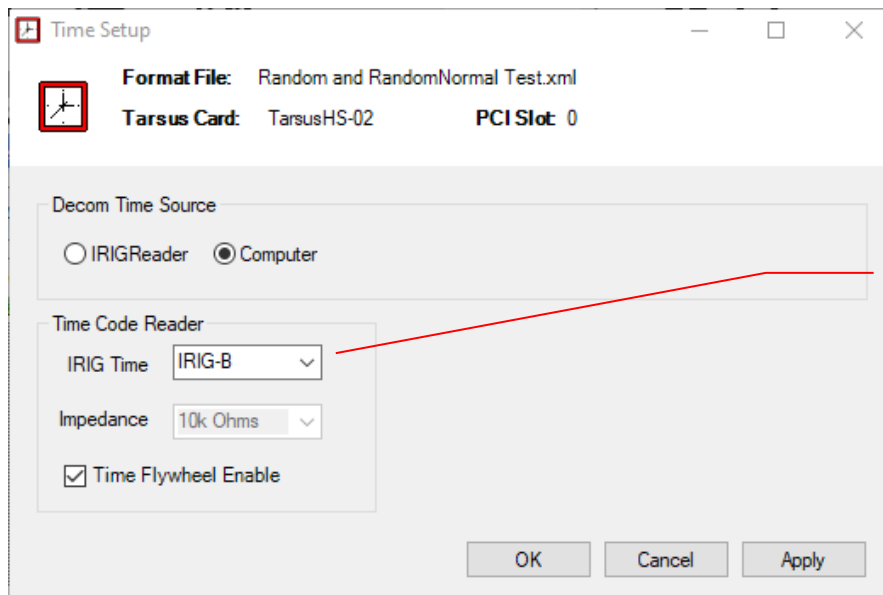 Time Setup
Format File: Random and RandomNormal Test.xml
Tarsus Card: TarsusHS-02 PCI Slot: 0
Decom Time Source
IRIGReader Computer
Time Code Reader
IRIG Time IRIG-B
Impedance 10k Ohms
Time Flywheel Enable
OK Cancel Apply